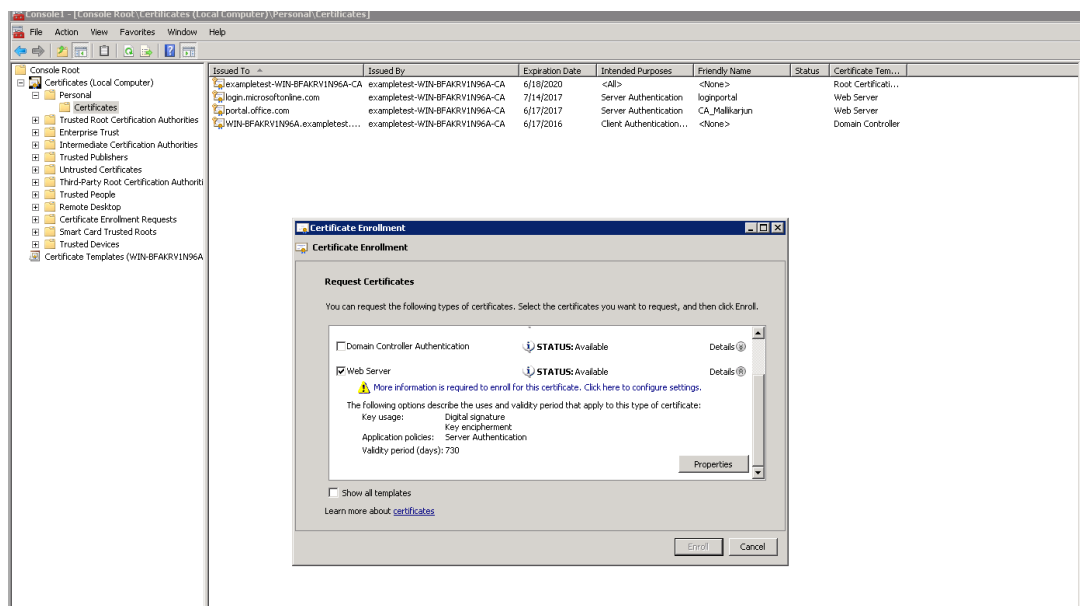 Console1 - [Console Root\Certificates (Local Computer)\Personal\Certificates]
File Action View Favorites Window Help
Console Root
Certificates (Local Computer)
Personal
Certificates
Trusted Root Certification Authorities
Enterprise Trust
Intermediate Certification Authorities
Trusted Publishers
Untrusted Certificates
Third-Party Root Certification Authoriti
Trusted People
Remote Desktop
Certificate Enrollment Requests
Smart Card Trusted Roots
Trusted Devices
Certificate Templates (WIN-BFAKRV1N96A
Issued To Issued By Expiration Date Intended Purposes Friendly Name Status Certificate Tem...
exampletest-WIN-BFAKRV1N96A-CA exampletest-WIN-BFAKRV1N96A-CA 6/18/2020 <All> <None> Root Certificati...
login.microsoftonline.com exampletest-WIN-BFAKRV1N96A-CA 7/14/2017 Server Authentication loginportal Web Server
portal.office.com exampletest-WIN-BFAKRV1N96A-CA 6/17/2017 Server Authentication CA_Mallikarjun Web Server
WIN-BFAKRV1N96A.exampletest.... exampletest-WIN-BFAKRV1N96A-CA 6/17/2016 Client Authentication... <None> Domain Controller
Certificate Enrollment
Certificate Enrollment
Request Certificates
You can request the following types of certificates. Select the certificates you want to request, and then click Enroll.
Domain Controller Authentication STATUS: Available Details
Web Server STATUS: Available Details
More information is required to enroll for this certificate. Click here to configure settings.
The following options describe the uses and validity period that apply to this type of certificate:
Key usage: Digital signature
Key encipherment
Application policies: Server Authentication
Validity period (days): 730
Properties
Show all templates
Learn more about certificates
Enroll Cancel